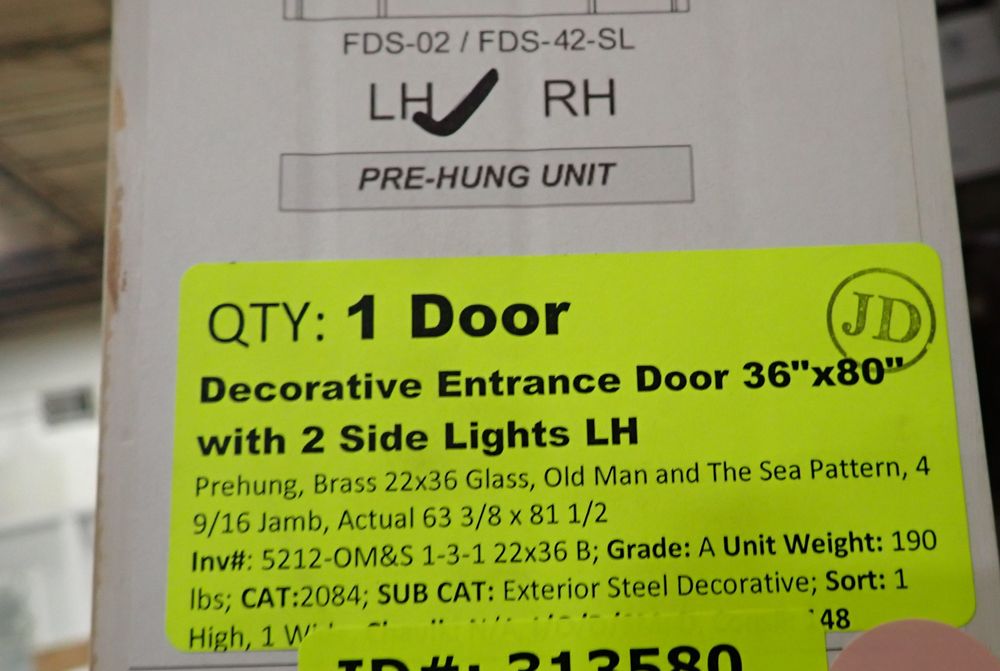 FDS-02 / FDS-42-SL
LH RH
PRE-HUNG UNIT
QTY: 1 Door
JD
Decorative Entrance Door 36"x80"
with 2 Side Lights LH
Prehung, Brass 22x36 Glass, Old Man and The Sea Pattern, 4
9/16 Jamb, Actual 63 3/8 x 81 1/2
Inv#: 5212-OM&S 1-3-1 22x36 B; Grade: A Unit Weight: 190
lbs; CAT:2084; SUB CAT: Exterior Steel Decorative; Sort: 1
High, 1 48
ID#: 313580